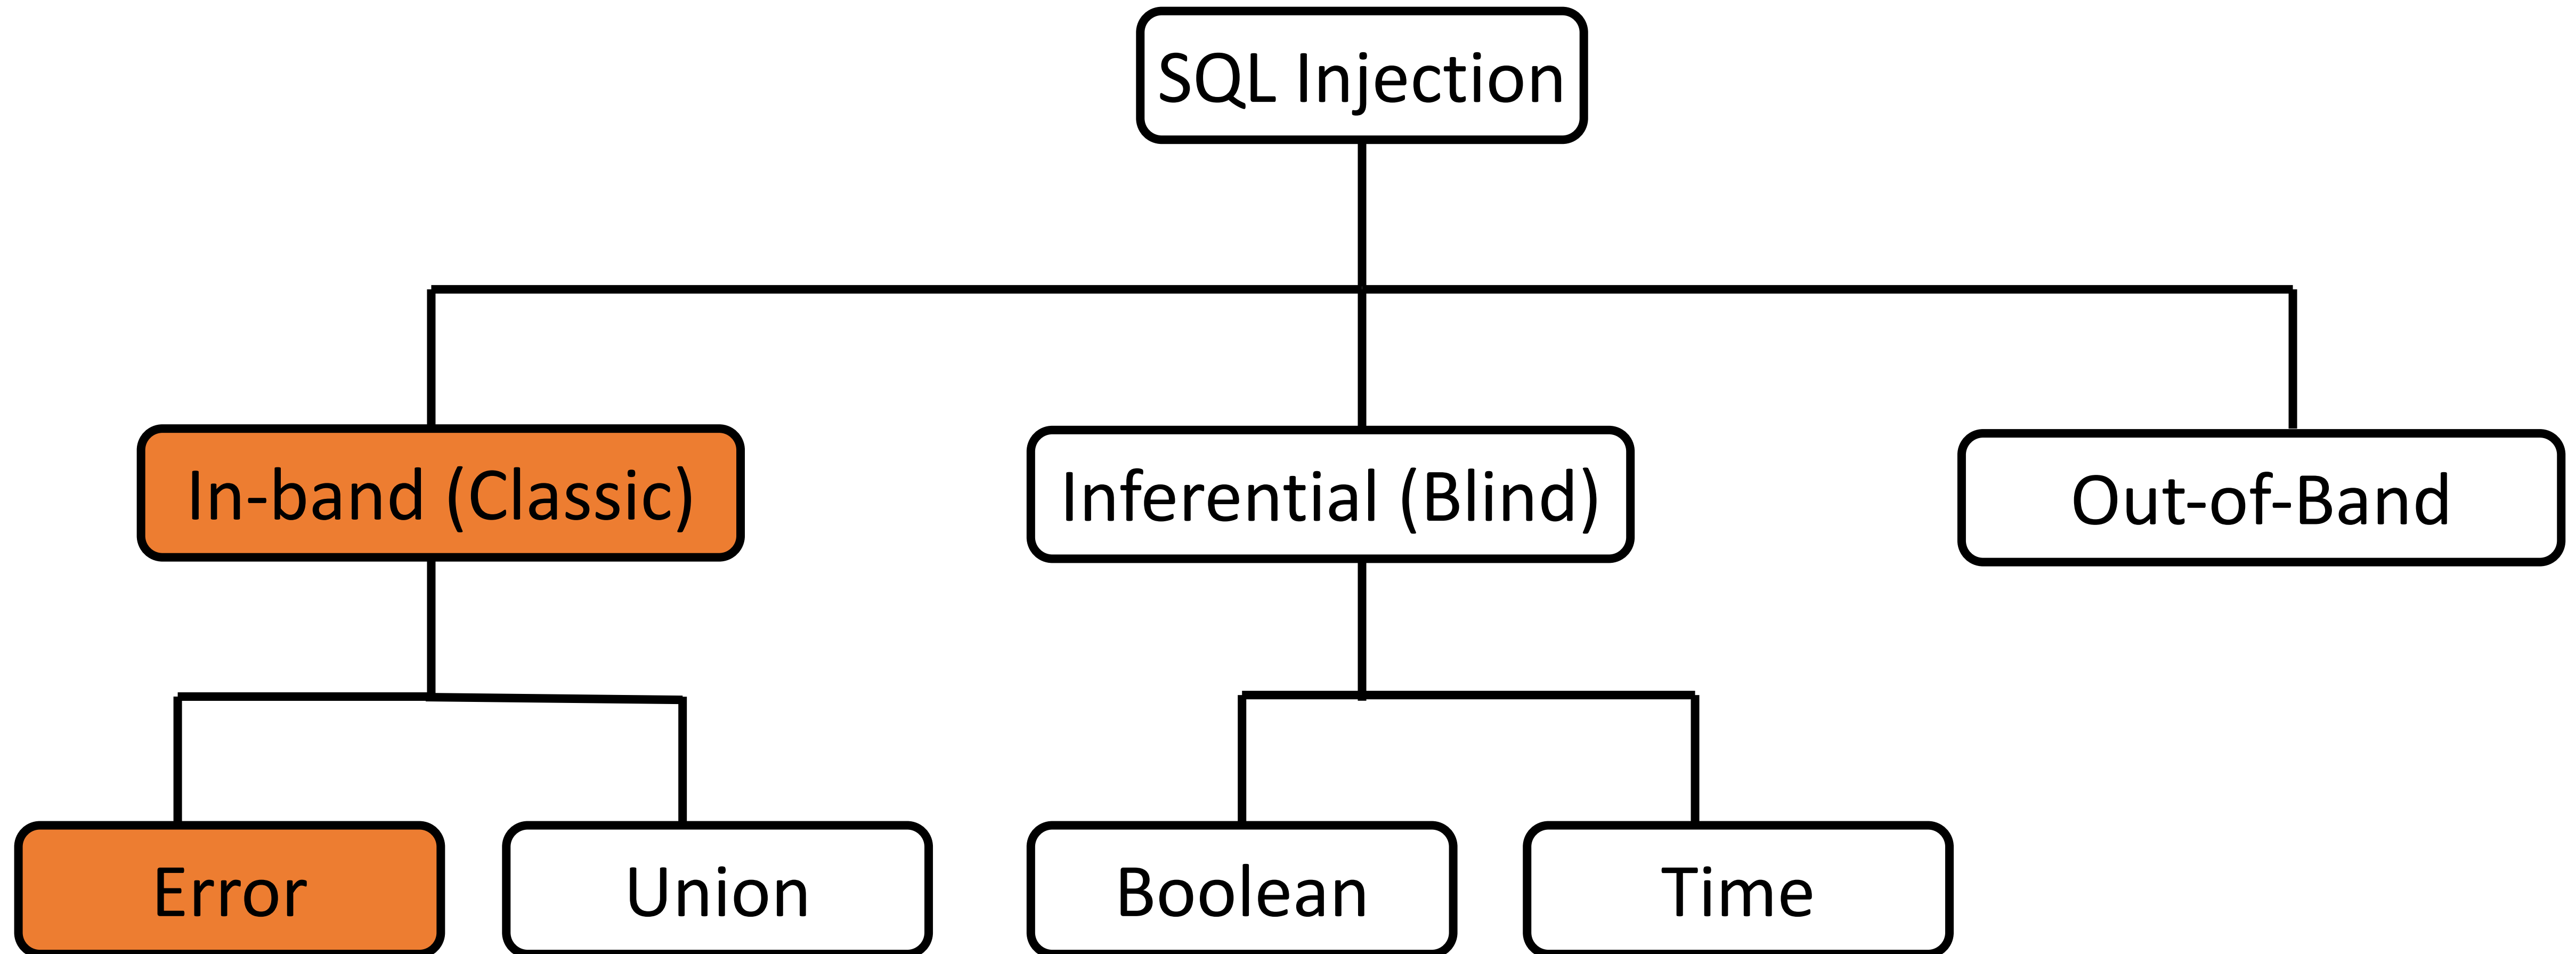 SQL Injection
In-band (Classic)
Inferential (Blind)
Out-of-Band
Error
Union
Boolean
Time